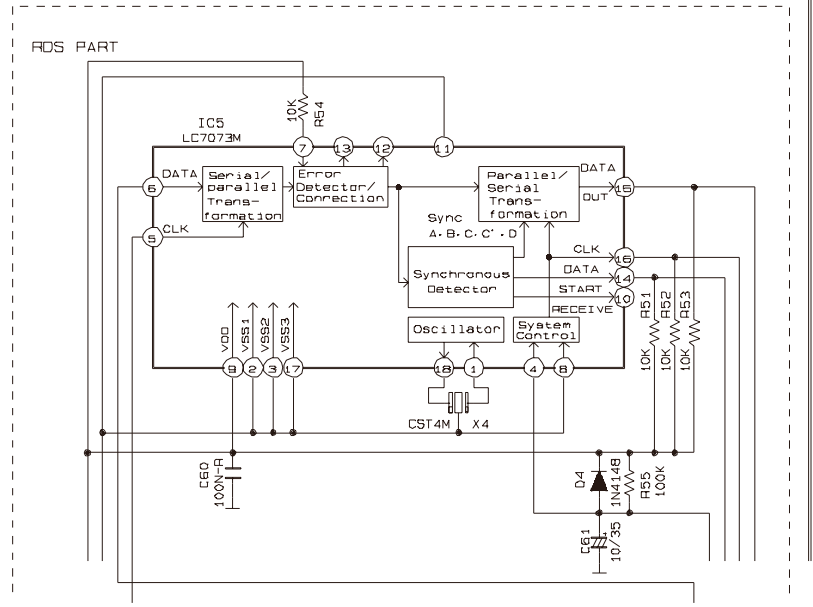 RDS PART
10K
R54
IC5
LC7073M
7
13
12
11
6
DATA
Serial/
parallel
Trans-
formation
Error
Detector/
Connection
Parallel/
Serial
Trans-
formation
DATA
OUT
15
5
CLK
Sync
A.B.C.C'.D
Synchronous
Detector
CLK
16
DATA
14
START
10
RECEIVE
VDD
VSS1
VSS2
VSS3
Oscillator
System
Control
R51
R52
R53
10K
10K
10K
9
2
3
17
18
1
4
8
CST4M X4
C60
100N-R
D4
1N4148
R55
100K
C61
10/35